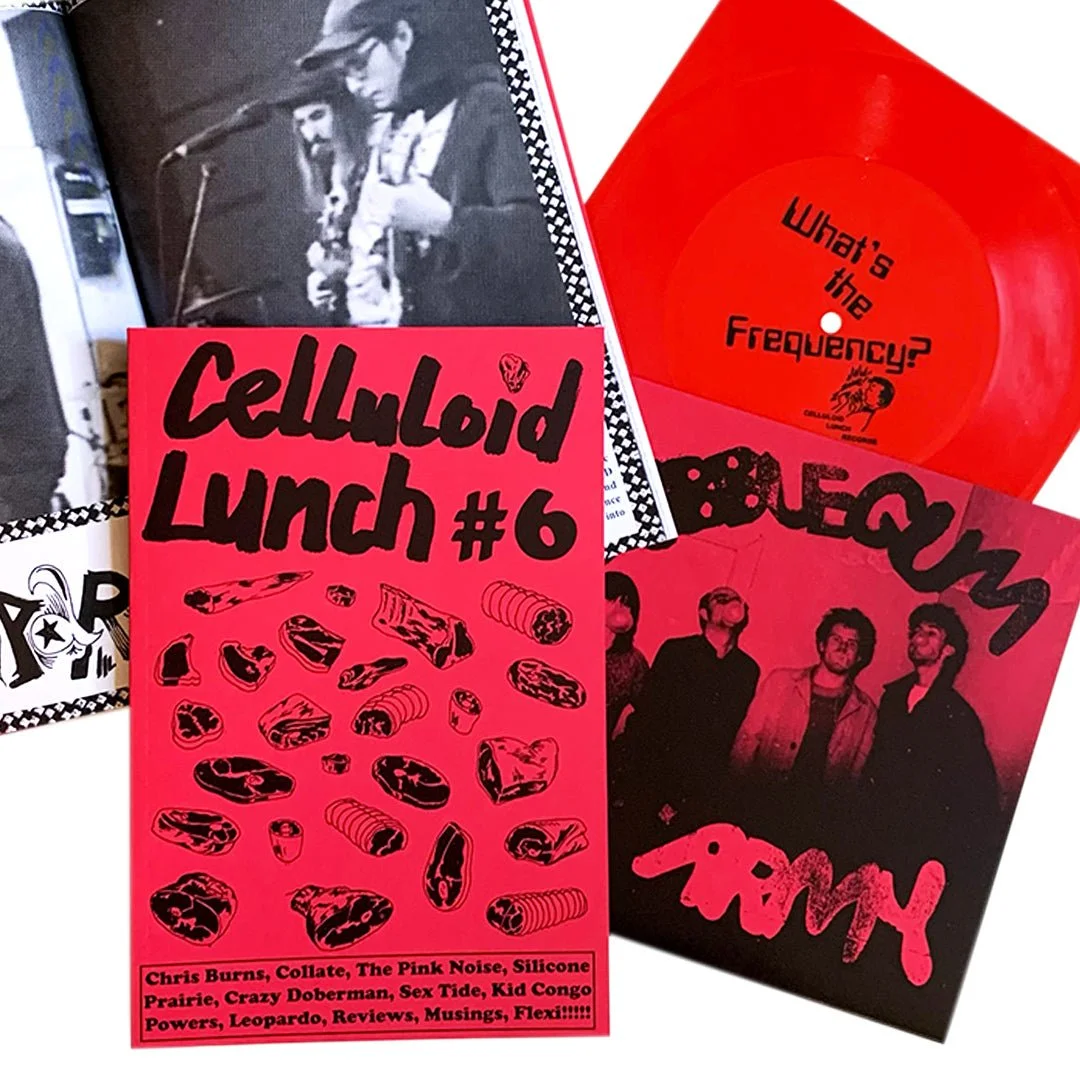 Celluloid
Lunch #6
Chris Burns, Collate, The Pink Noise, Silicone
Prairie, Crazy Doberman, Sex Tide, Kid Congo
Powers, Leopardo, Reviews, Musings, Flexi!!!!!
What's
the
Frequency?
CELLULOID
LUNCH
RECORDS
ARMY
into